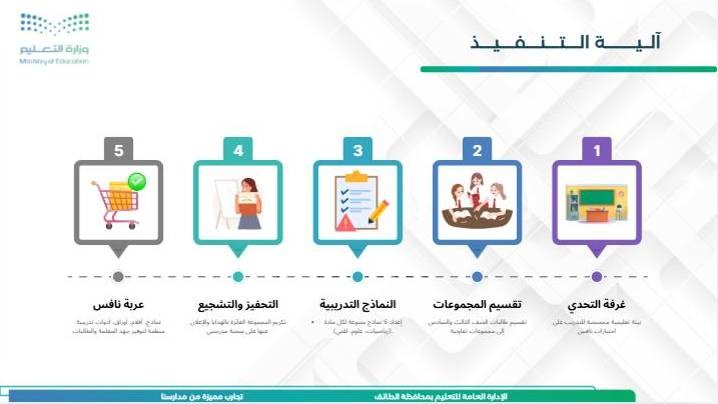 وزارة التعليم
Ministry of Education
آليـــة الـتــنــفــيــذ
1
2
3
4
5
غرفة التحدي
بيئة تعليمية مخصصة للتدريب على
اختبارات نافس
تقسيم المجموعات
تقسيم طالبات الصف الثالث والسادس
إلى مجموعات تعاونية
النماذج التدريبية
• إعداد 5 نماذج متنوعة لكل مادة
(رياضيات، علوم، لغتي).
التحفيز والتشجيع
تكريم المجموعة الفائزة بالهدايا والإعلان
عنها على منصة مدرستي
عربة نافس
نماذج، أقلام، أوراق، أدوات تدريبية
منظمة لتوفير جهد المعلمة والطالبات
الإدارة العامة للتعليم بمحافظة الطائف
تجارب مميزة من مدارسنا